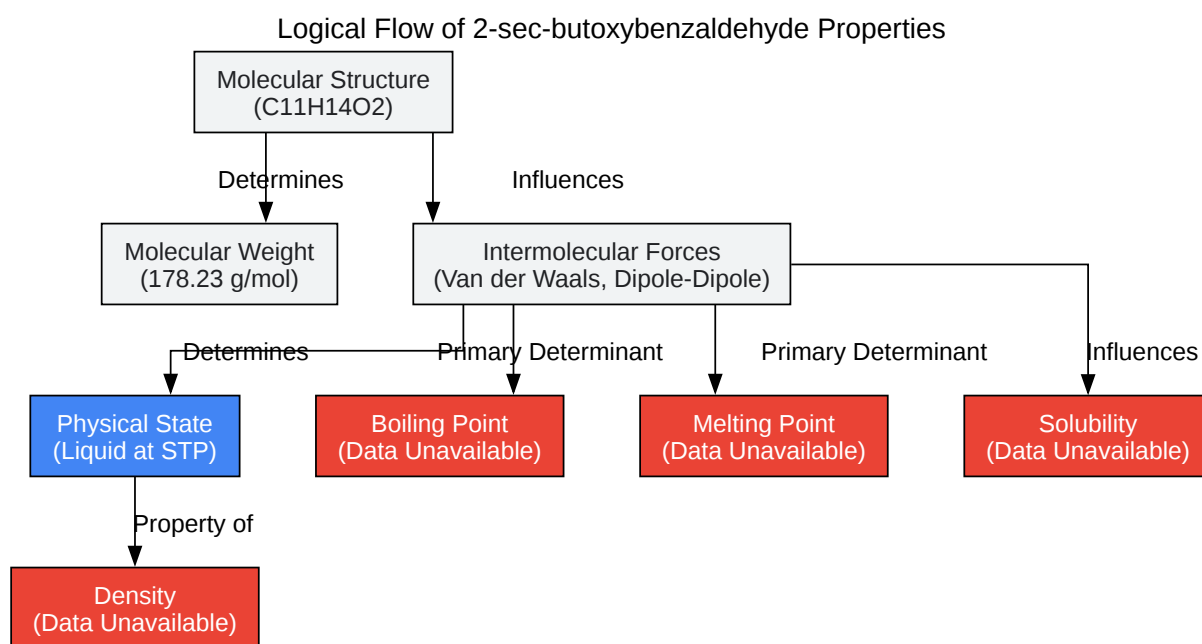 Logical Flow of 2-sec-butoxybenzaldehyde Properties
Molecular Structure
(C11H14O2)
Determines
Influences
Molecular Weight
(178.23 g/mol)
Intermolecular Forces
(Van der Waals, Dipole-Dipole)
Determines
Primary Determinant
Primary Determinant
Influences
Physical State
(Liquid at STP)
Boiling Point
(Data Unavailable)
Melting Point
(Data Unavailable)
Solubility
(Data Unavailable)
Property of
Density
(Data Unavailable)